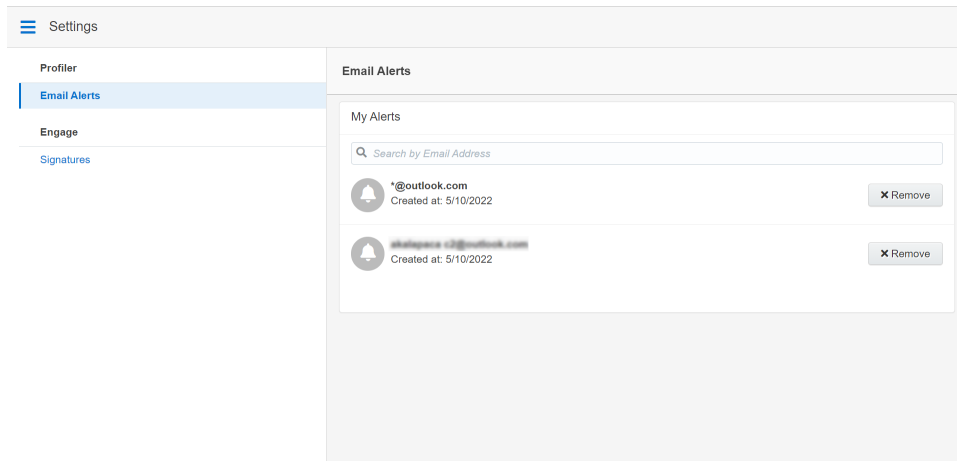 Settings
Profiler
Email Alerts
Engage
Signatures
Email Alerts
My Alerts
Search by Email Address
*@outlook.com
Created at: 5/10/2022
Remove
Created at: 5/10/2022
Remove